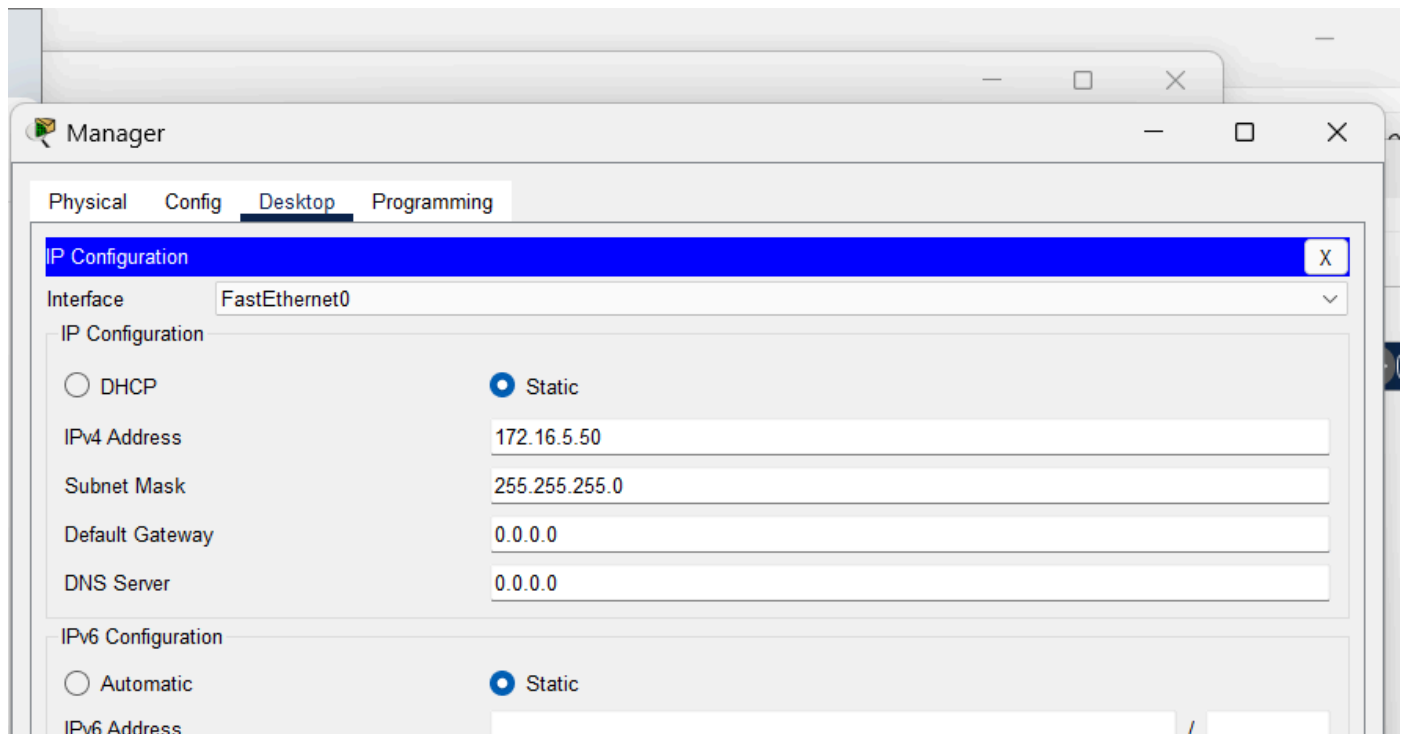 Manager
Physical Config Desktop Programming
IP Configuration X
Interface FastEthernet0
IP Configuration
DHCP Static
IPv4 Address 172.16.5.50
Subnet Mask 255.255.255.0
Default Gateway 0.0.0.0
DNS Server 0.0.0.0
IPv6 Configuration
Automatic Static
IPv6 Address /